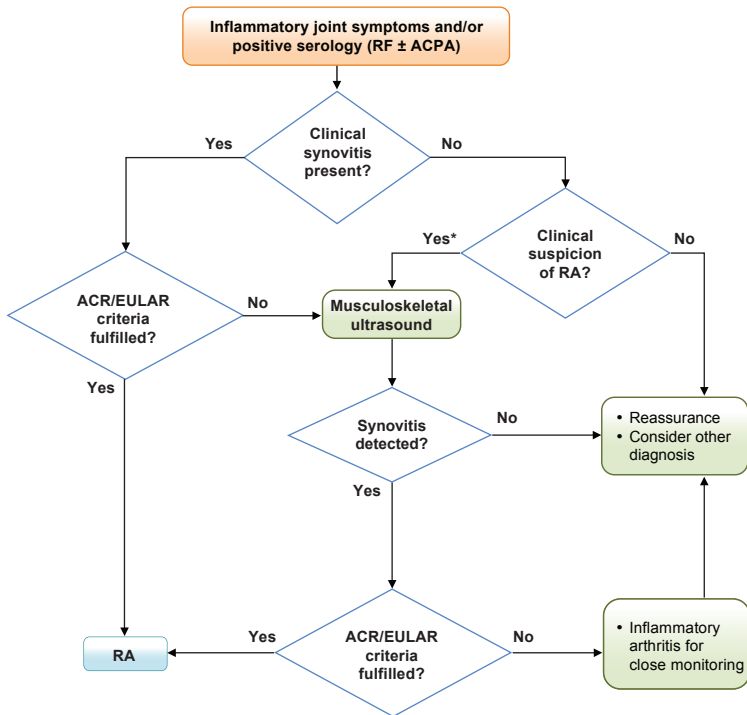 Inflammatory joint symptoms and/or
positive serology (RF ± ACPA)
Yes
Clinical
synovitis
present?
No
Yes*
Clinical
suspicion
of RA?
No
ACR/EULAR
criteria
fulfilled?
No
Musculoskeletal
ultrasound
Yes
Synovitis
detected?
No
• Reassurance
• Consider other
diagnosis
Yes
RA
Yes
ACR/EULAR
criteria
fulfilled?
No
• Inflammatory
arthritis for
close monitoring